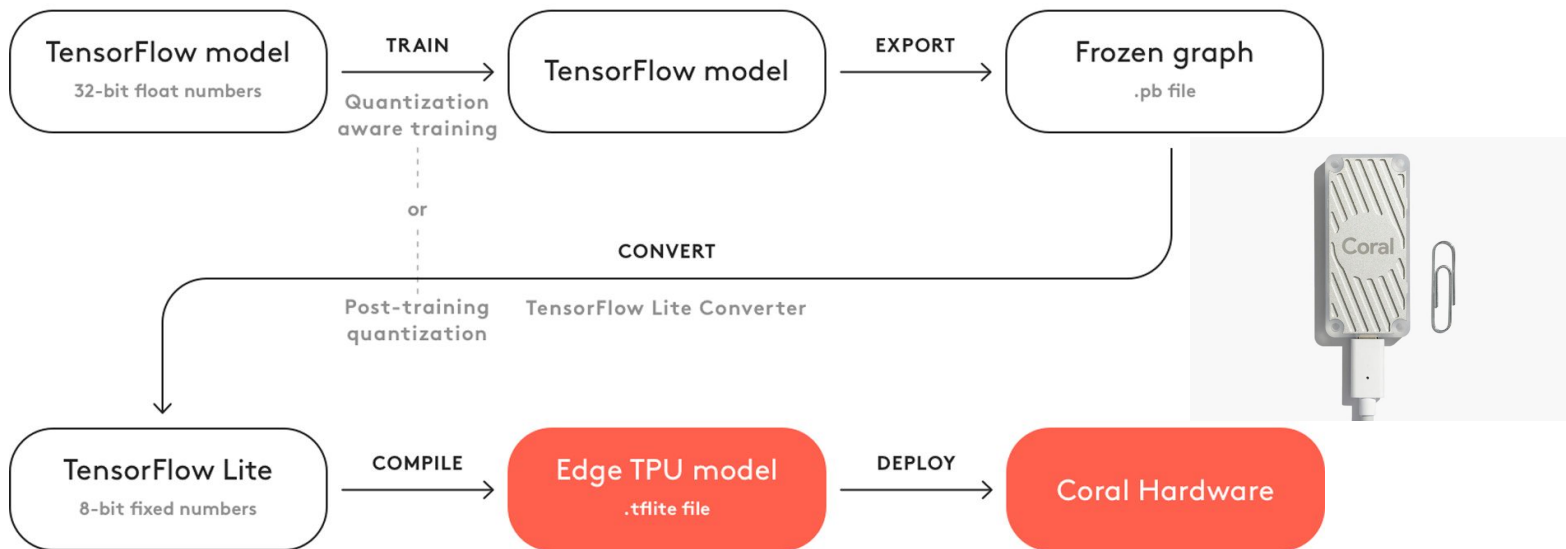 TensorFlow model
32-bit float numbers
TRAIN
Quantization
aware training
TensorFlow model
EXPORT
Frozen graph
.pb file
or
CONVERT
Post-training
quantization
TensorFlow Lite Converter
Coral
TensorFlow Lite
8-bit fixed numbers
COMPILE
Edge TPU model
.tflite file
DEPLOY
Coral Hardware